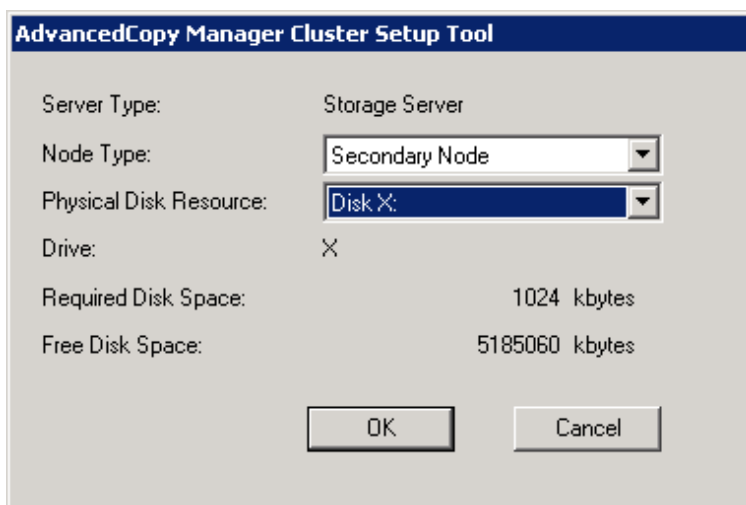 AdvancedCopy Manager Cluster Setup Tool
Server Type: Storage Server
Node Type: Secondary Node
Physical Disk Resource: Disk X:
Drive: X
Required Disk Space: 1024 kbytes
Free Disk Space: 5185060 kbytes
OK Cancel